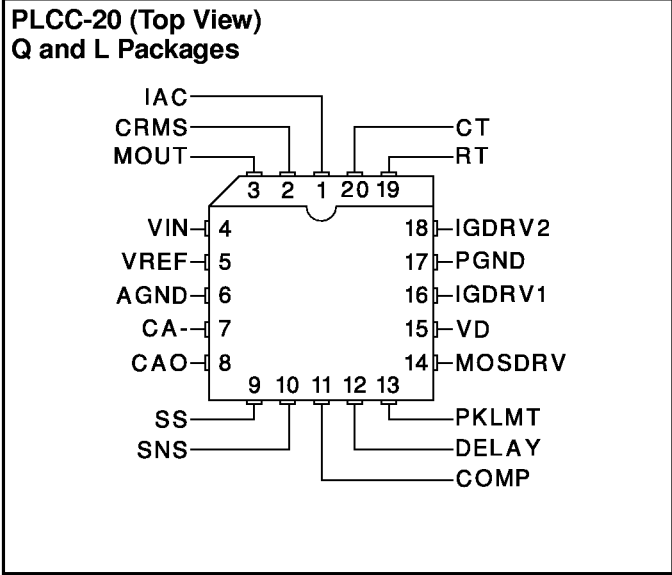 PLCC-20 (Top View)
Q and L Packages
IAC
CRMS
CT
MOUT
RT
3 2 1 20 19
VIN 4
18 IGDRV2
VREF 5
17 PGND
AGND 6
16 IGDRV1
CA- 7
15 VD
CAO 8
14 MOSDRV
9 10 11 12 13
SS
PKLMT
SNS
DELAY
COMP